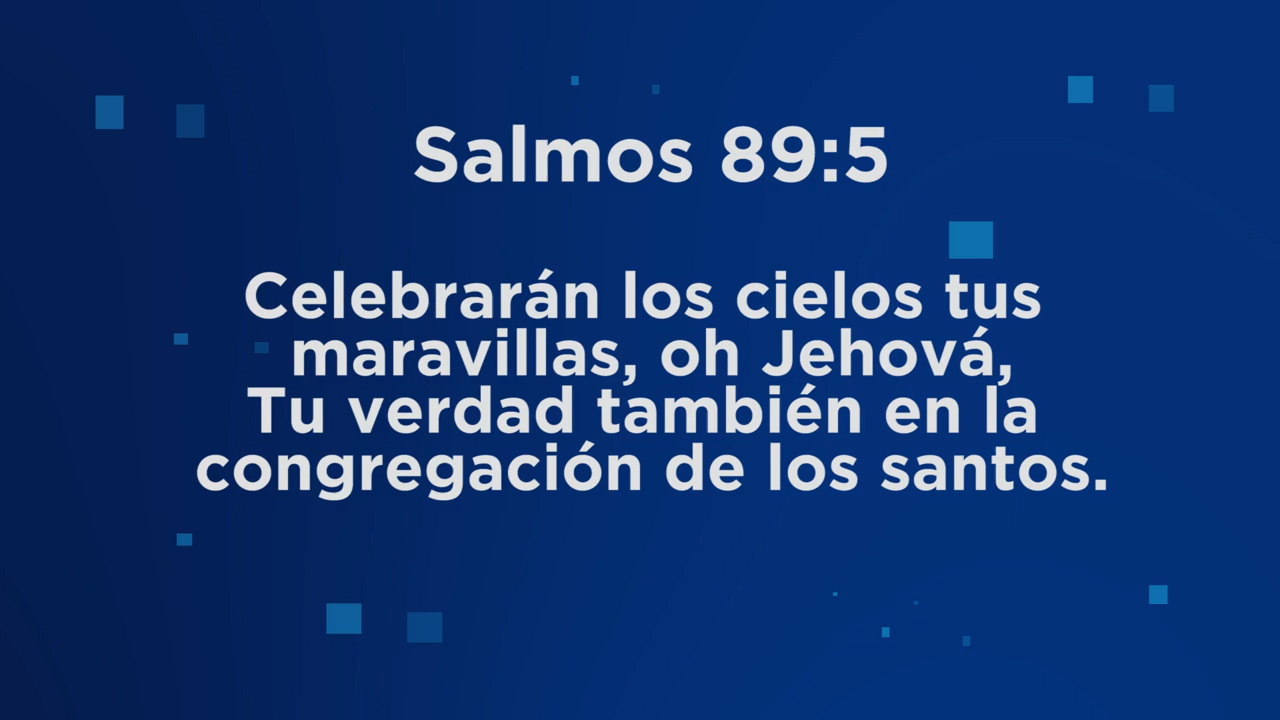 Salmos 89:5
Celebrarán los cielos tus
maravillas, oh Jehová,
Tu verdad también en la
congregación de los santos.